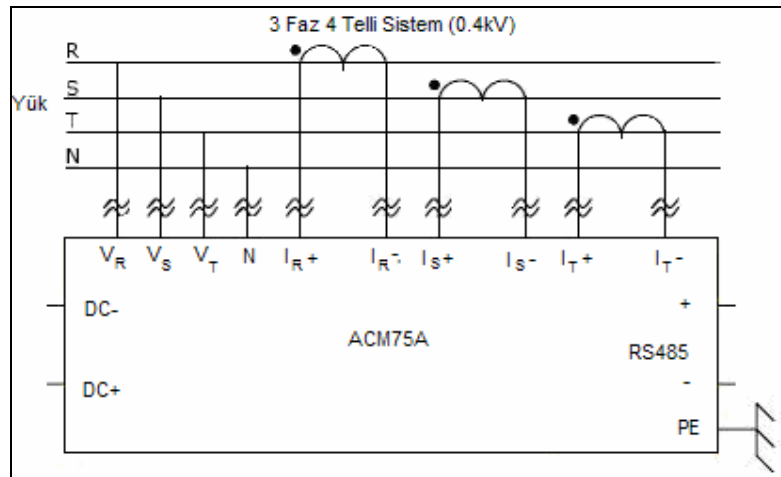 3 Faz 4 Telli Sistem (0.4kV)
R
S
Yük
T
N
VR VS VT N IR+ IR- IS+ IS- IT+ IT-
DC- +
ACM75A
RS485
DC+ -
PE